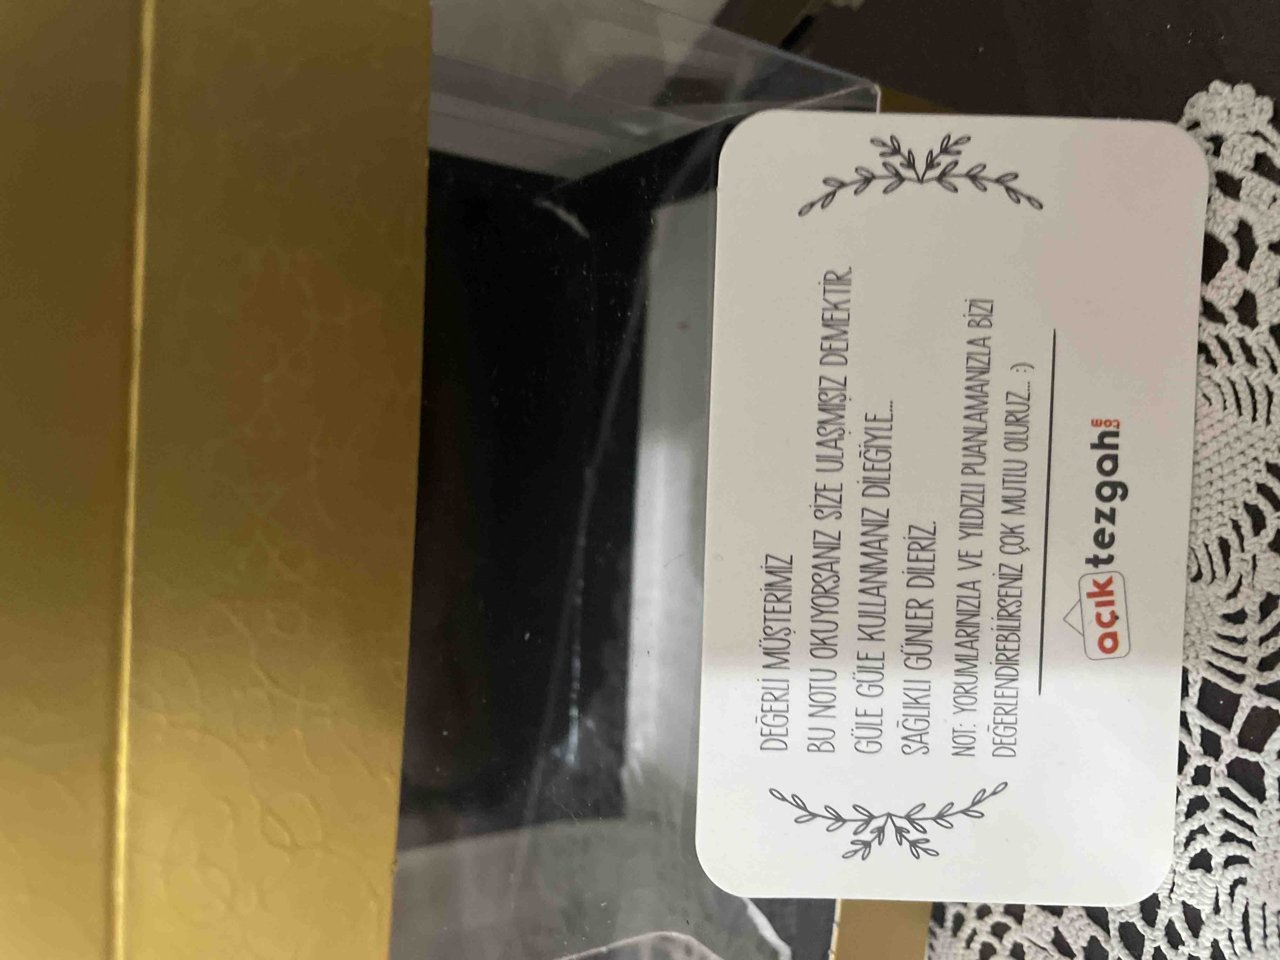 DEĞERLİ MÜŞTERİMİZ
BU NOTU OKUYORSANIZ SİZE ULAŞMIŞIZ DEMEKTİR.
GÜLE GÜLE KULLANMANIZ DİLEĞİYLE...
SAĞLIKLI GÜNLER DİLERİZ.
NOT: YORUMLARINIZLA VE YILDIZLI PUANLAMANIZLA BİZİ
DEĞERLENDİREBİLİRSENİZ ÇOK MUTLU OLURUZ... :)
açıktezgah